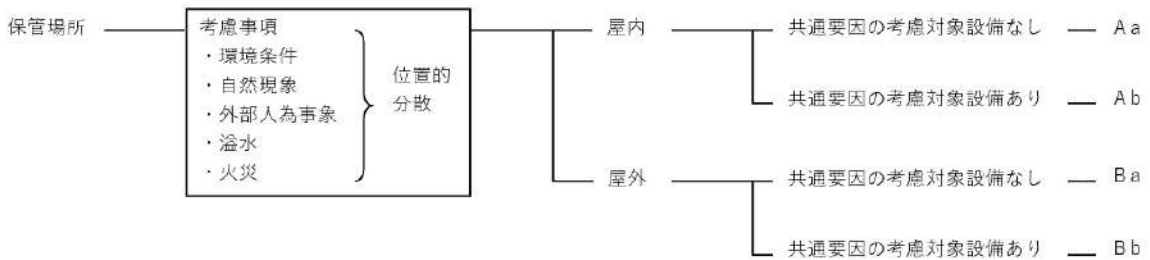 保管場所
考慮事項
・環境条件
・自然現象
・外部人為事象
・溢水
・火災
位置的
分散
屋内
共通要因の考慮対象設備なし
Aa
共通要因の考慮対象設備あり
Ab
屋外
共通要因の考慮対象設備なし
Ba
共通要因の考慮対象設備あり
Bb